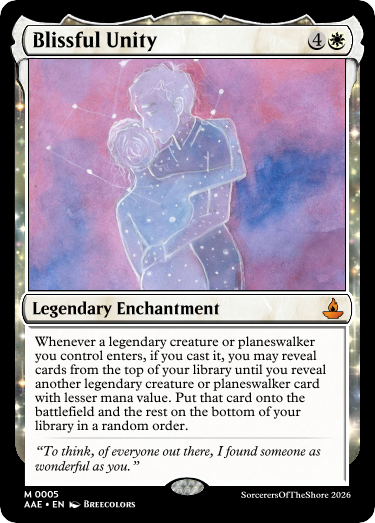 Blissful Unity 4
Legendary Enchantment
Whenever a legendary creature or planeswalker
you control enters, if you cast it, you may reveal
cards from the top of your library until you reveal
another legendary creature or planeswalker card
with lesser mana value. Put that card onto the
battlefield and the rest on the bottom of your
library in a random order.
“To think, of everyone out there, I found someone as
wonderful as you.”
M 0005
AAE • EN Breecolors
SorcerersOfTheShore 2026